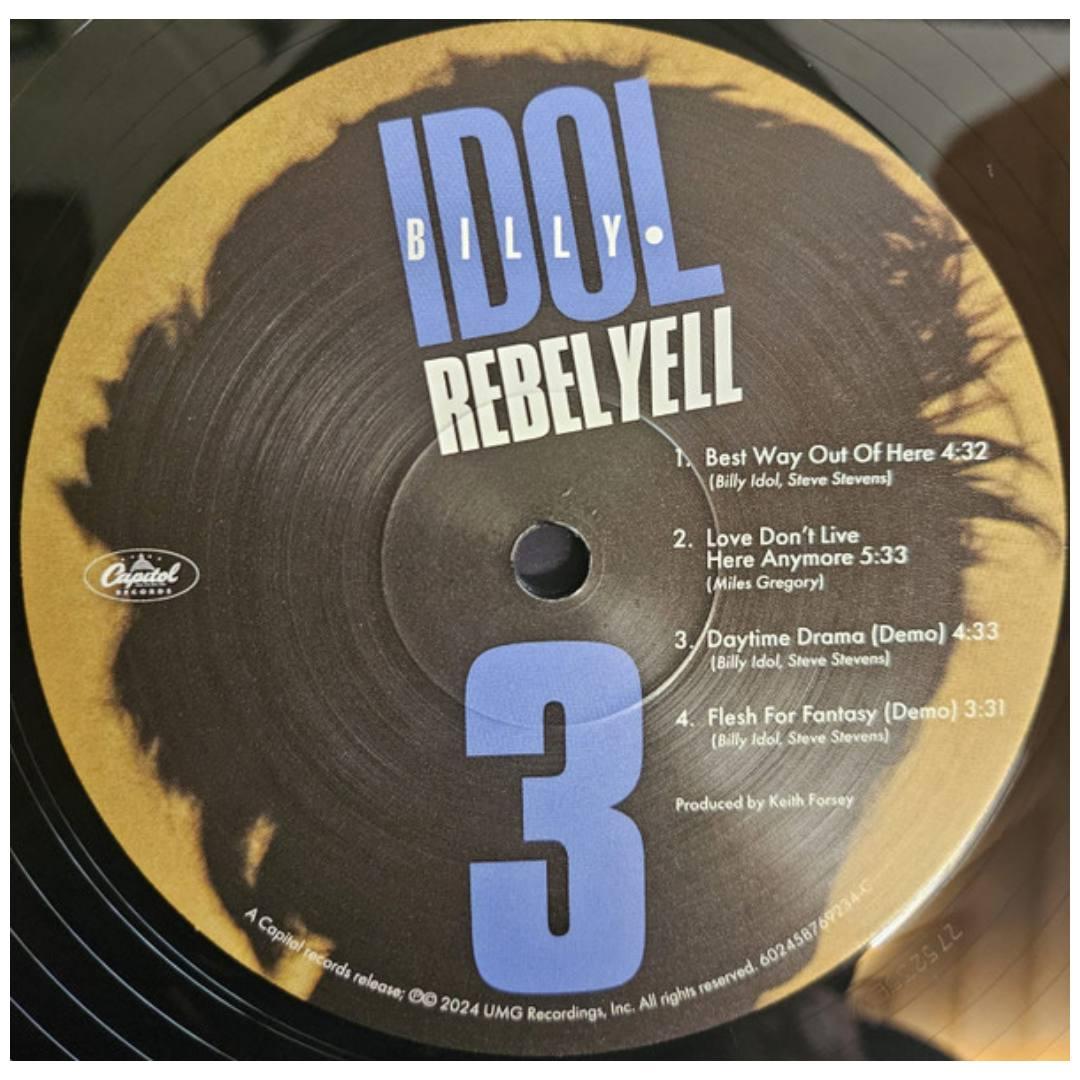 IDOL
BILLY•
REBEL YELL
1. Best Way Out Of Here 4:32
(Billy Idol, Steve Stevens)
2. Love Don't Live
Here Anymore 5:33
(Miles Gregory)
3. Daytime Drama (Demo) 4:33
(Billy Idol, Steve Stevens)
4. Flesh For Fantasy (Demo) 3:31
(Billy Idol, Steve Stevens)
Produced by Keith Forsey
Capitol
RECORDS
3
A Capitol records release; ℗© 2024 UMG Recordings, Inc. All rights reserved. 602458769234-C